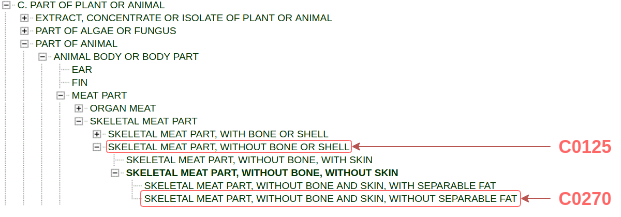 C. PART OF PLANT OR ANIMAL
EXTRACT, CONCENTRATE OR ISOLATE OF PLANT OR ANIMAL
PART OF ALGAE OR FUNGUS
PART OF ANIMAL
ANIMAL BODY OR BODY PART
EAR
FIN
MEAT PART
ORGAN MEAT
SKELETAL MEAT PART
SKELETAL MEAT PART, WITH BONE OR SHELL
SKELETAL MEAT PART, WITHOUT BONE OR SHELL C0125
SKELETAL MEAT PART, WITHOUT BONE, WITH SKIN
SKELETAL MEAT PART, WITHOUT BONE, WITHOUT SKIN
SKELETAL MEAT PART, WITHOUT BONE AND SKIN, WITH SEPARABLE FAT
SKELETAL MEAT PART, WITHOUT BONE AND SKIN, WITHOUT SEPARABLE FAT C0270